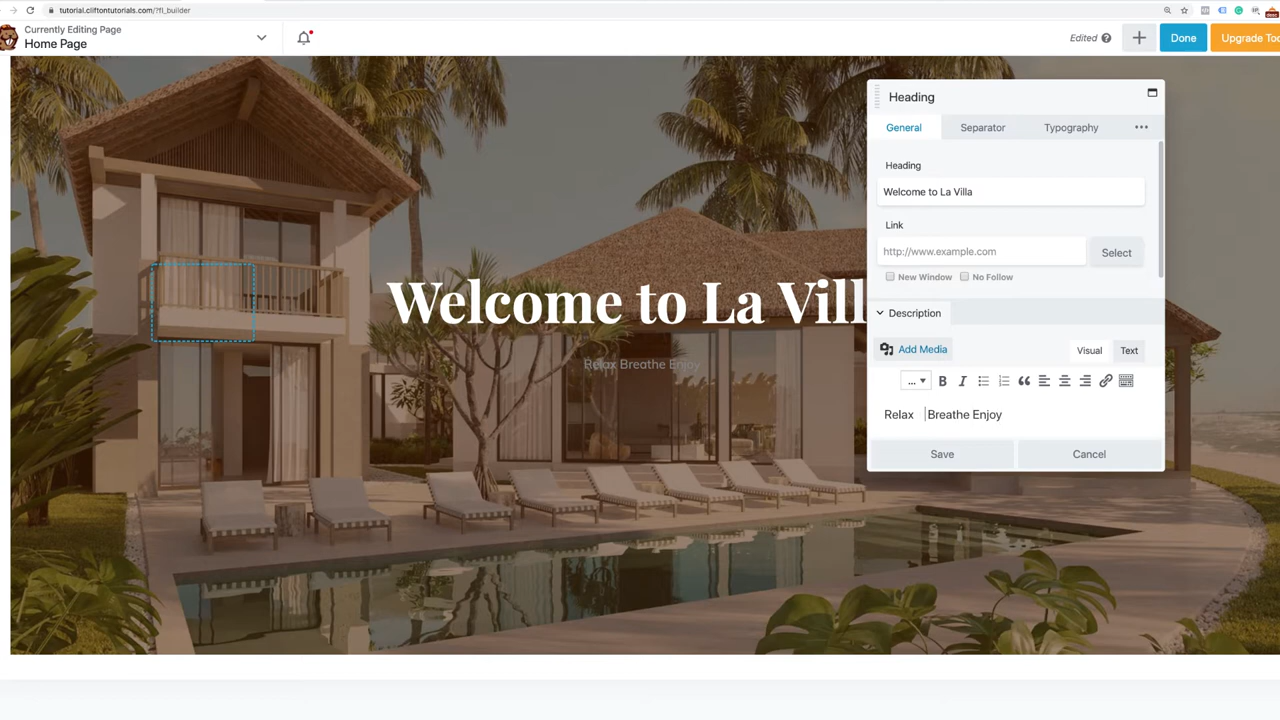 tutorial.cliftontutorials.com/?fl_builder
Currently Editing Page
Home Page
Edited
+ Done
Upgrade
Heading
General Separator Typography ...
Heading
Welcome to La Villa
Link
http://www.example.com
Select
New Window No Follow
Description
Add Media
Visual Text
... B I
Relax Breathe Enjoy
Save Cancel
Welcome to La Vill
Relax Breathe Enjoy